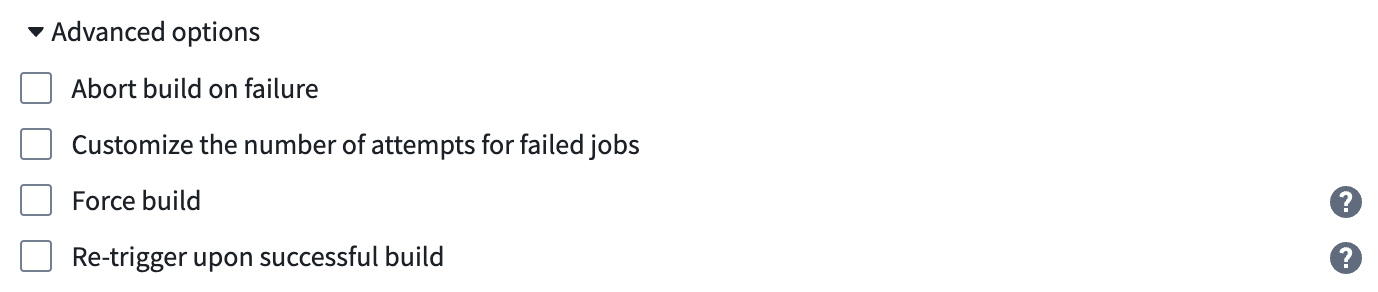 Advanced options
Abort build on failure
Customize the number of attempts for failed jobs
Force build
?
Re-trigger upon successful build
?